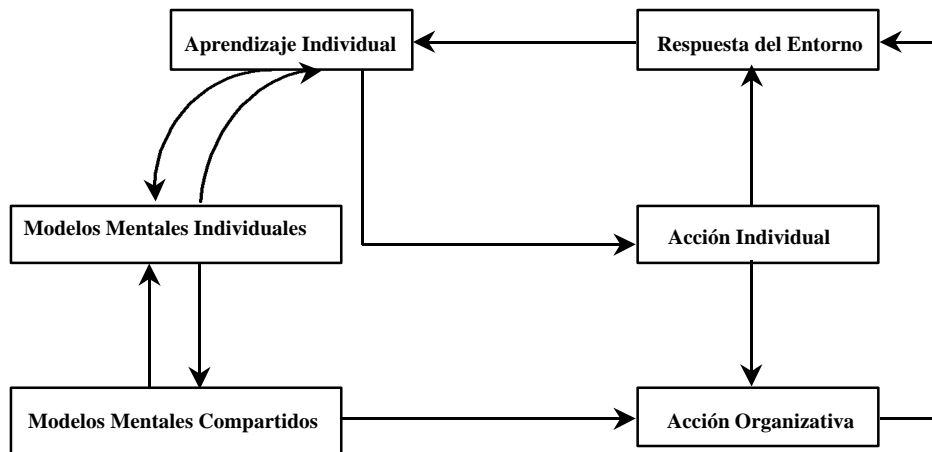 Aprendizaje Individual
Respuesta del Entorno
Modelos Mentales Individuales
Acción Individual
Modelos Mentales Compartidos
Acción Organizativa